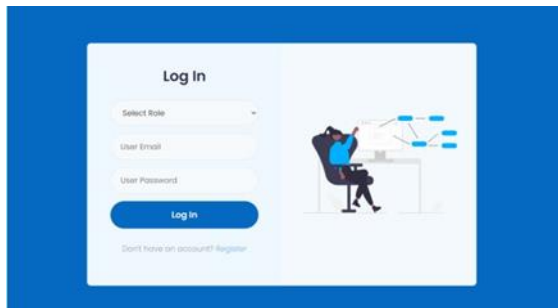 Log In
Select Role
User Email
User Password
Log In
Don't have an account? Register